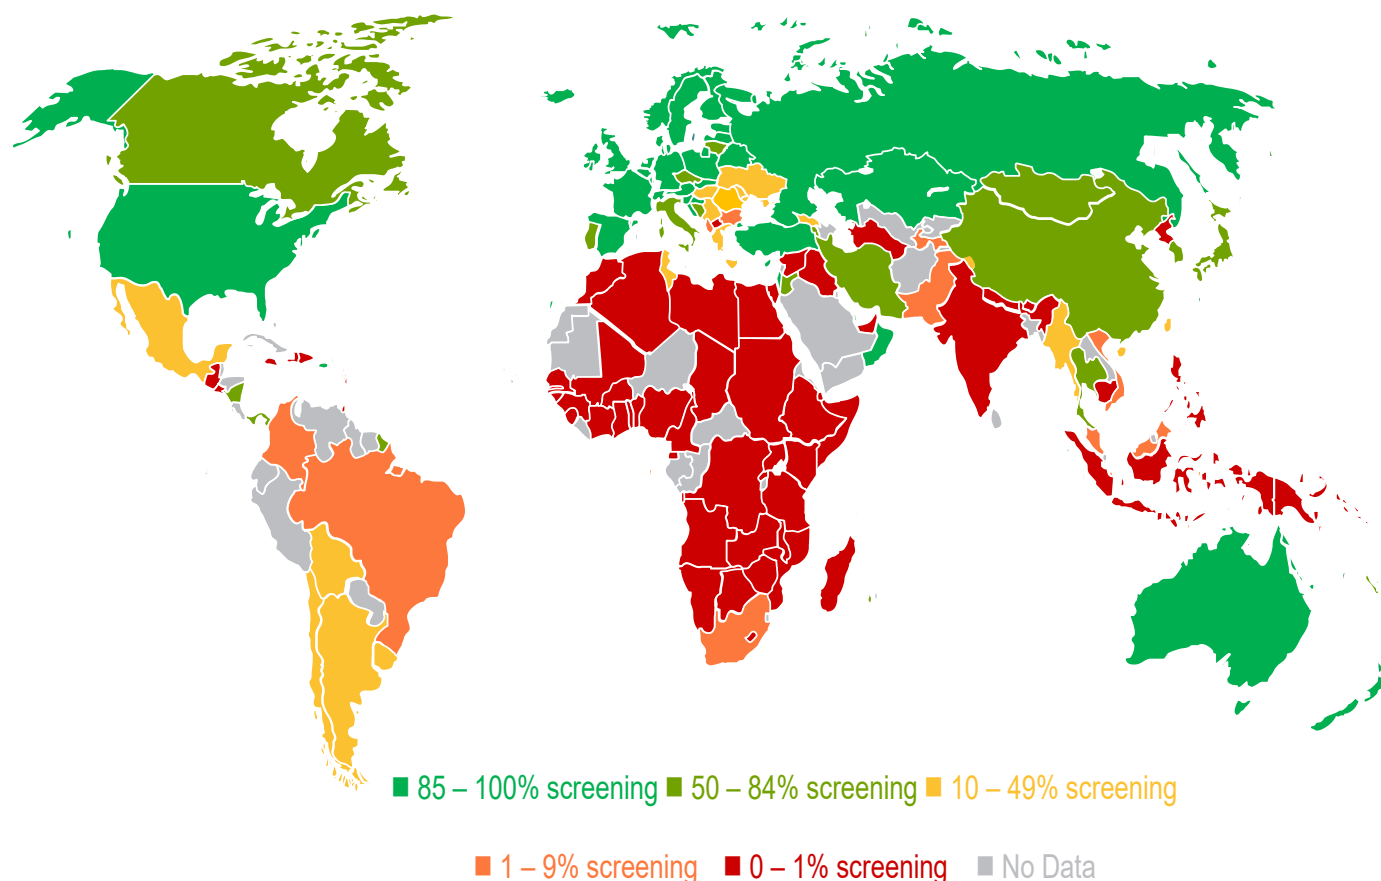 85 – 100% screening 50 – 84% screening 10 – 49% screening
1 – 9% screening 0 – 1% screening No Data